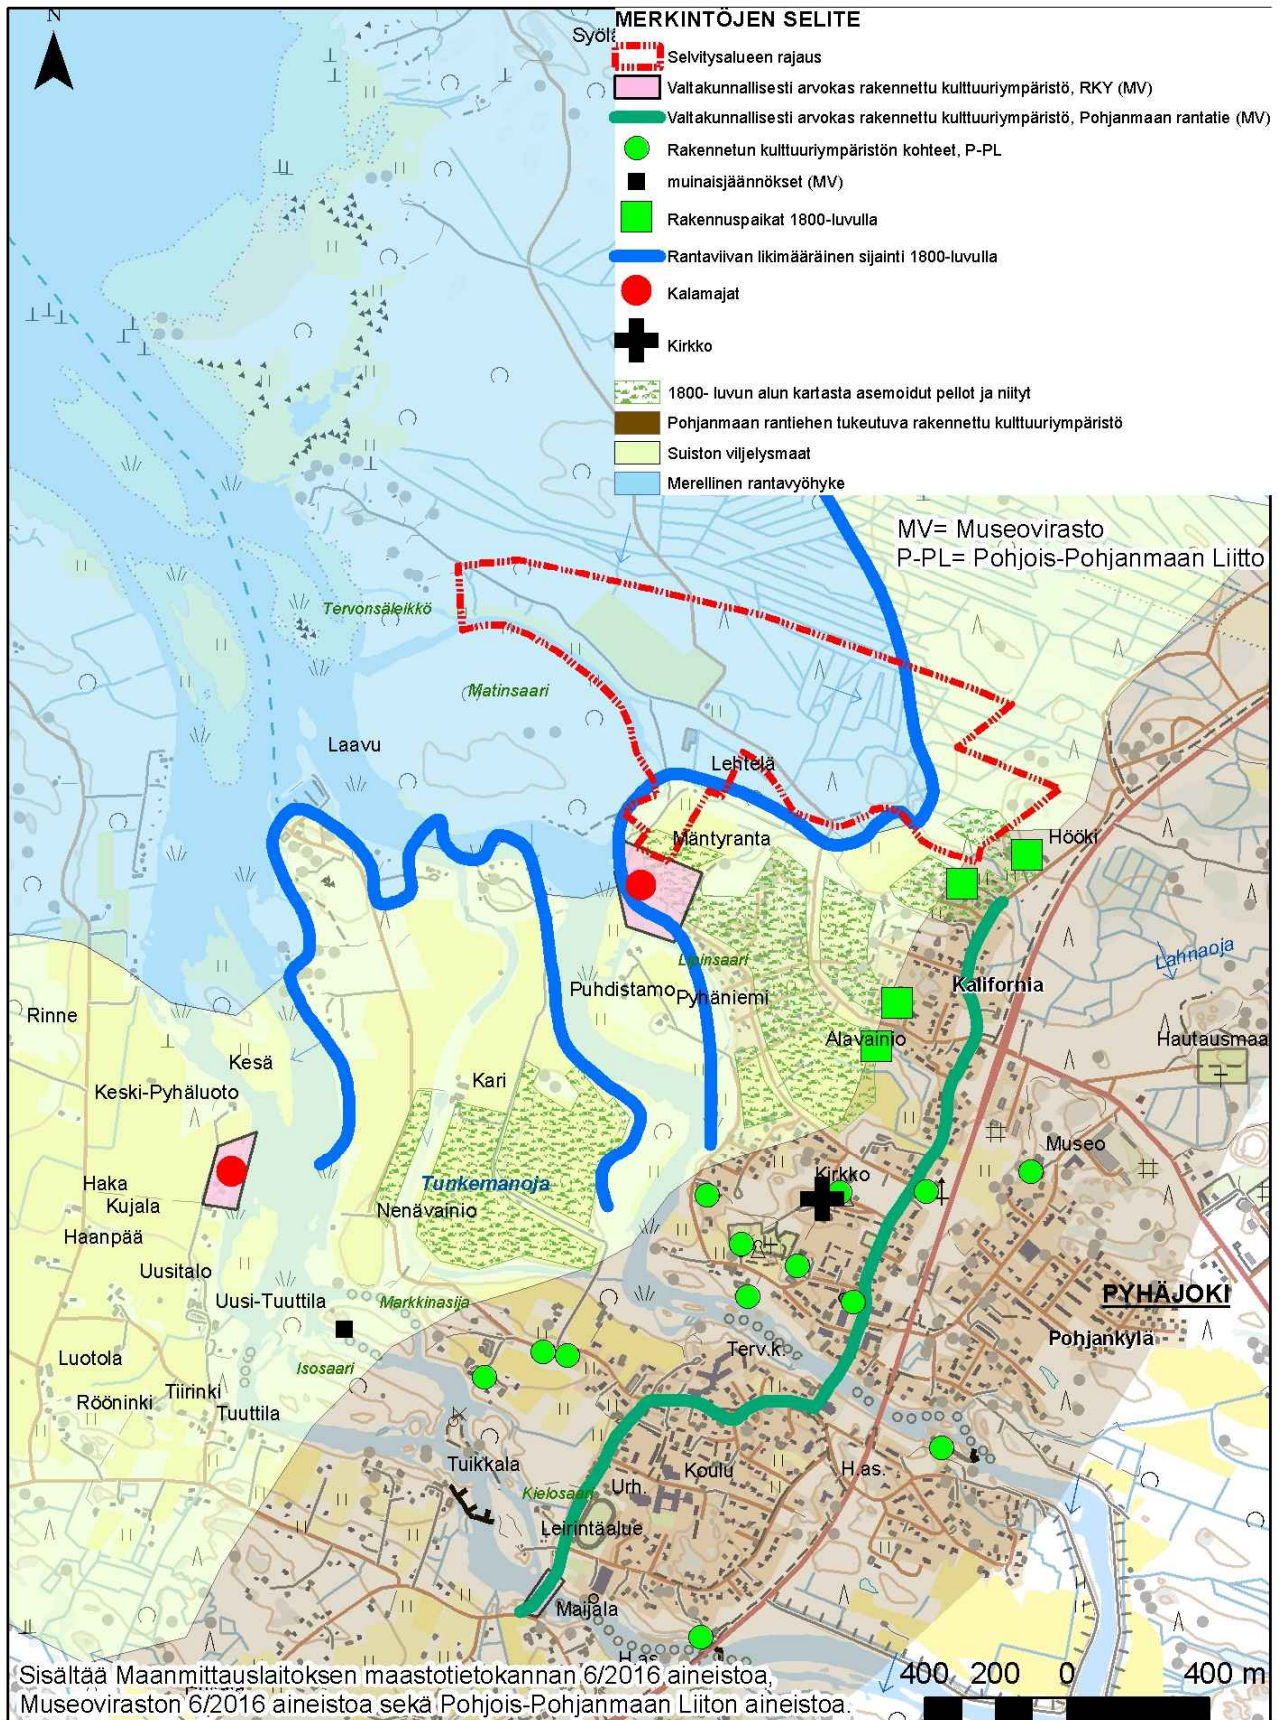 N
MERKINTÖJEN SELITE
Selvitysalueen rajaus
Valtakunnallisesti arvokas rakennettu kulttuuriympäristö, RKY (MV)
Valtakunnallisesti arvokas rakennettu kulttuuriympäristö, Pohjanmaan rantatie (MV)
Rakennetun kulttuuriympäristön kohteet, P-PL
muinaisjäännökset (MV)
Rakennuspaikat 1800-luvulla
Rantaviivan likimääräinen sijainti 1800-luvulla
Kalamajat
Kirkko
1800- luvun alun kartasta asemoidut pellot ja niityt
Pohjanmaan rantiehen tukeutuva rakennettu kulttuuriympäristö
Suiston viljelysmaat
Merellinen rantavyöhyke
MV= Museovirasto
P-PL= Pohjois-Pohjanmaan Liitto
Tervonsäleikkö
Matinsaari
Laavu
Lehtelä
Mäntyranta
Hööki
Lipinsaari
Lahnaoja
Puhdistamo
Pyhäniemi
Kalifornia
Rinne
Alavainio
Hautausmaa
Kesä
Kari
Keski-Pyhäluoto
Museo
Kirkko
Haka
Tunkemanoja
Kujala
Nenävainio
Haanpää
Uusitalo
Uusi-Tuuttila
Markkinasija
PYHÄJOKI
Pohjankylä
Terv.k.
Luotola
Isosaari
Tiirinki
Rööninki
Tuuttila
Tuikkala
Koulu
H.as.
Urh.
Kielosaari
Leirintäalue
Maijala
H.as.
Sisältää Maanmittauslaitoksen maastotietokannan 6/2016 aineistoa,
Museoviraston 6/2016 aineistoa sekä Pohjois-Pohjanmaan Liiton aineistoa.
400 200 0 400 m